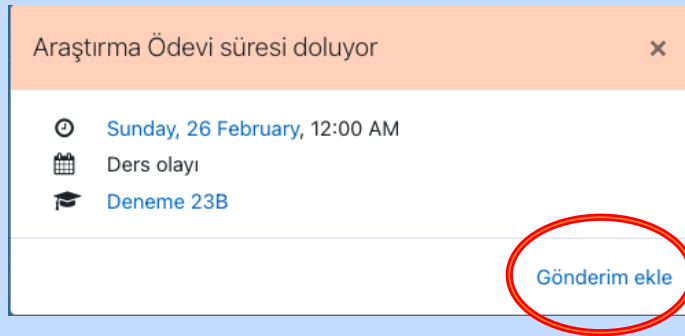 Araştırma Ödevi süresi doluyor ×
Sunday, 26 February, 12:00 AM
Ders olayı
Deneme 23B
Gönderim ekle